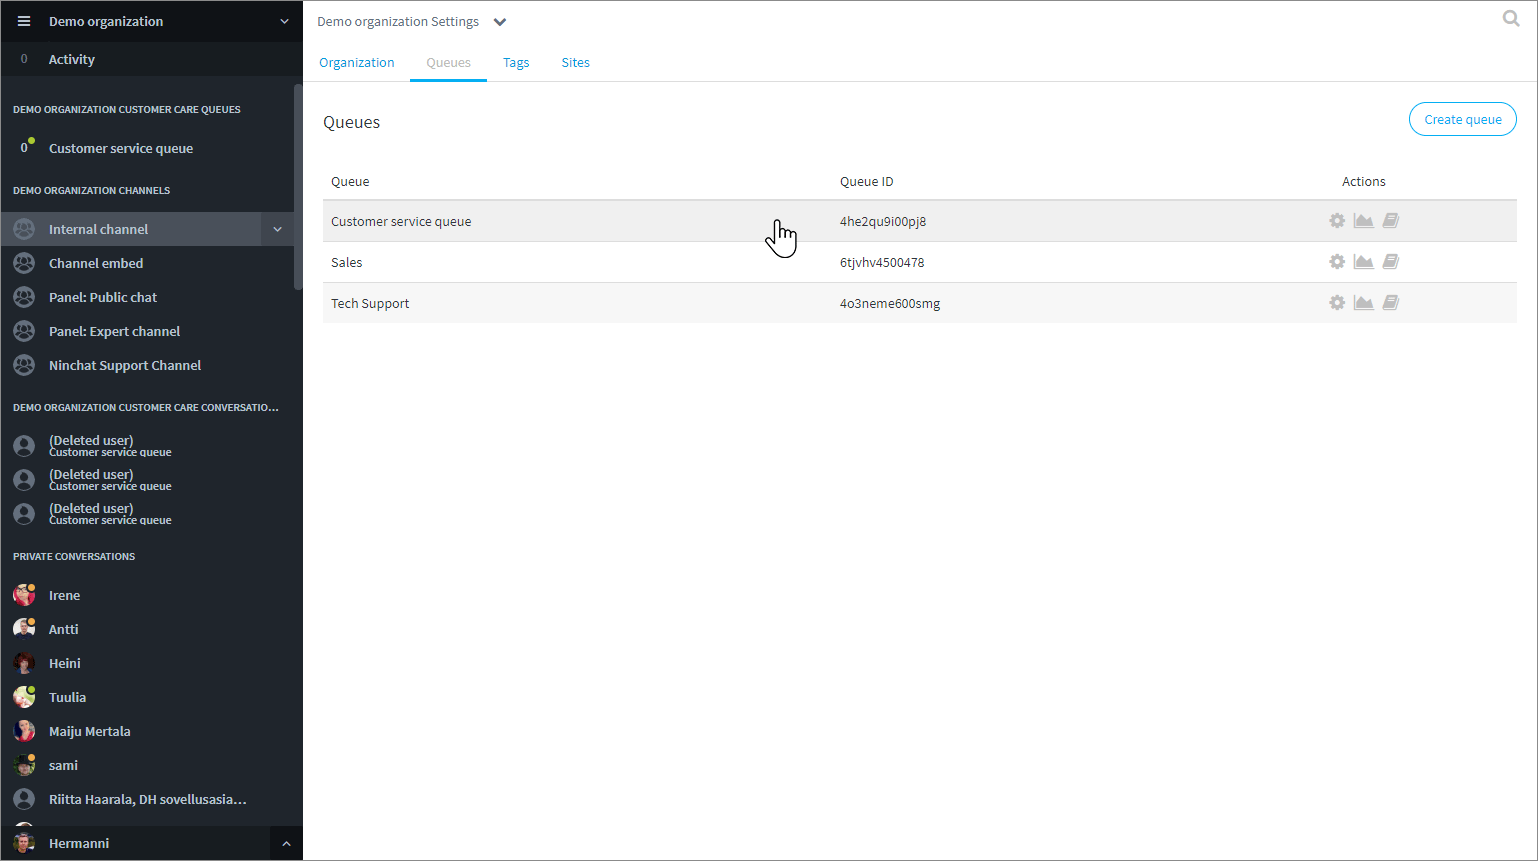 Demo organization
0 Activity
DEMO ORGANIZATION CUSTOMER CARE QUEUES
0 Customer service queue
DEMO ORGANIZATION CHANNELS
Internal channel
Channel embed
Panel: Public chat
Panel: Expert channel
Ninchat Support Channel
DEMO ORGANIZATION CUSTOMER CARE CONVERSATIO...
(Deleted user)
Customer service queue
(Deleted user)
Customer service queue
(Deleted user)
Customer service queue
PRIVATE CONVERSATIONS
Irene
Antti
Heini
Tuulia
Maiju Mertala
sami
Riitta Haarala, DH sovellusasia...
Hermanni
Demo organization Settings
Organization Queues Tags Sites
Queues
Create queue
Queue Queue ID Actions
Customer service queue 4he2qu9i00pj8
Sales 6tjvhv4500478
Tech Support 4o3neme600smg